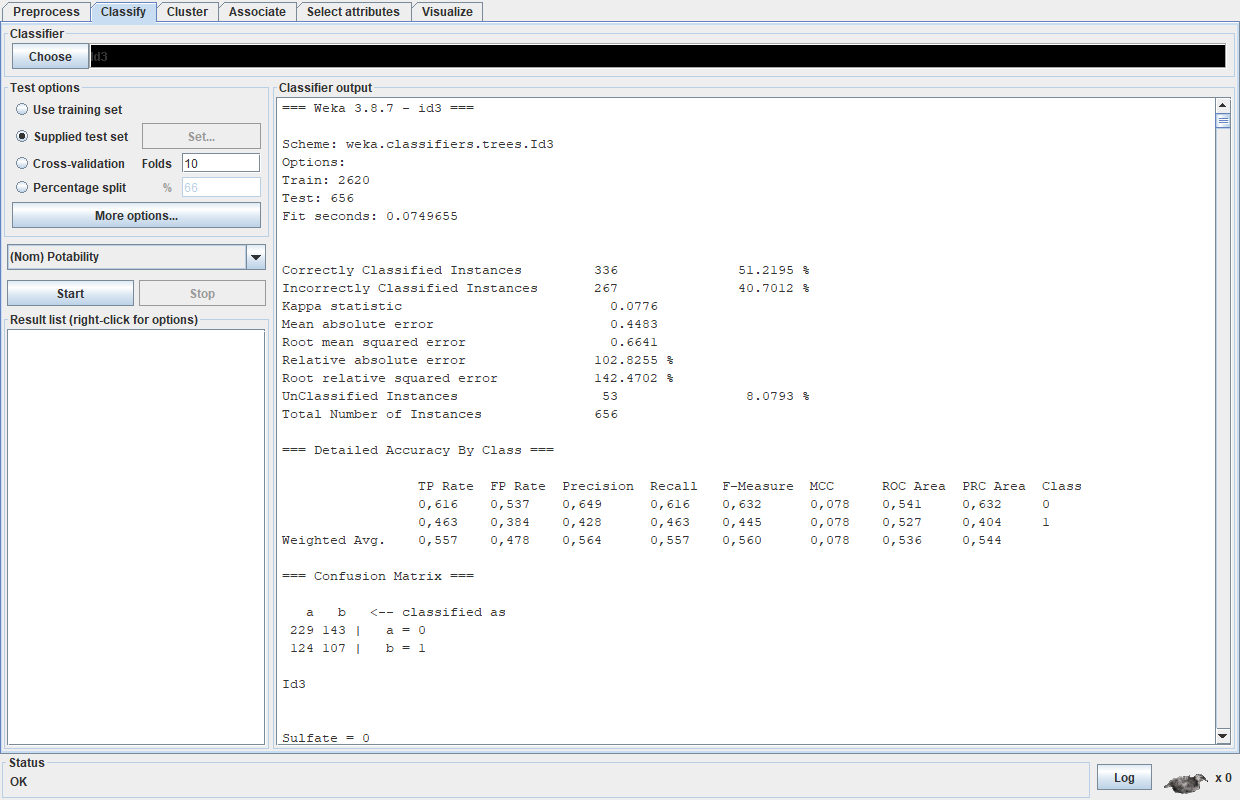 Preprocess Classify Cluster Associate Select attributes Visualize
Classifier
Choose Id3
Test options
Use training set
Supplied test set Set...
Cross-validation Folds 10
Percentage split % 66
More options...
(Nom) Potability
Start Stop
Result list (right-click for options)
Classifier output
=== Weka 3.8.7 - id3 ===
Scheme: weka.classifiers.trees.Id3
Options:
Train: 2620
Test: 656
Fit seconds: 0.0749655
Correctly Classified Instances 336 51.2195 %
Incorrectly Classified Instances 267 40.7012 %
Kappa statistic 0.0776
Mean absolute error 0.4483
Root mean squared error 0.6641
Relative absolute error 102.8255 %
Root relative squared error 142.4702 %
UnClassified Instances 53 8.0793 %
Total Number of Instances 656
=== Detailed Accuracy By Class ===
TP Rate FP Rate Precision Recall F-Measure MCC ROC Area PRC Area Class
0,616 0,537 0,649 0,616 0,632 0,078 0,541 0,632 0
0,463 0,384 0,428 0,463 0,445 0,078 0,527 0,404 1
Weighted Avg. 0,557 0,478 0,564 0,557 0,560 0,078 0,536 0,544
=== Confusion Matrix ===
a b <-- classified as
229 143 | a = 0
124 107 | b = 1
Id3
Sulfate = 0
Status
OK
Log x 0